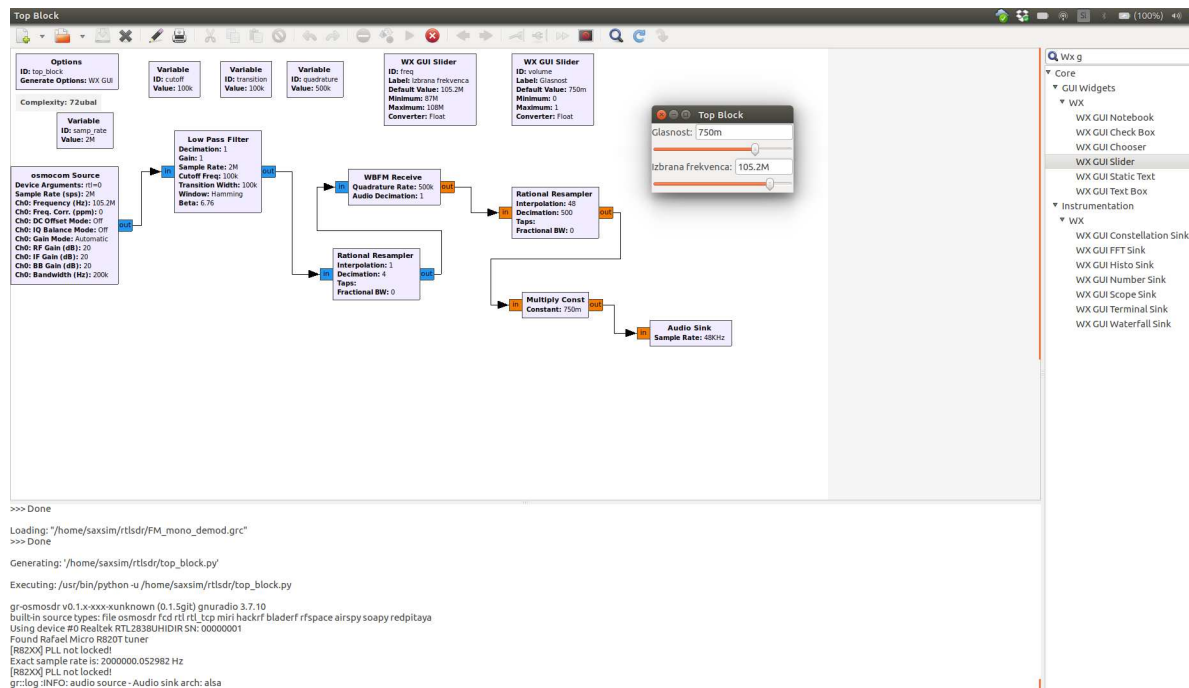 Top Block
(100%)
Options
ID: top_block
Generate Options: WX GUI
Complexity: 72ubal
Variable
ID: samp_rate
Value: 2M
Variable
ID: cutoff
Value: 100k
Variable
ID: transition
Value: 100k
Variable
ID: quadrature
Value: 500k
WX GUI Slider
ID: freq
Label: Izbrana frekvenca
Default Value: 105.2M
Minimum: 87M
Maximum: 108M
Converter: Float
WX GUI Slider
ID: volume
Label: Glasnost
Default Value: 750m
Minimum: 0
Maximum: 1
Converter: Float
osmocom Source
Device Arguments: rtl=0
Sample Rate (sps): 2M
Ch0: Frequency (Hz): 105.2M
Ch0: Freq. Corr. (ppm): 0
Ch0: DC Offset Mode: Off
Ch0: IQ Balance Mode: Off
Ch0: Gain Mode: Automatic
Ch0: RF Gain (dB): 20
Ch0: IF Gain (dB): 20
Ch0: BB Gain (dB): 20
Ch0: Bandwidth (Hz): 200k
out
in
Low Pass Filter
Decimation: 1
Gain: 1
Sample Rate: 2M
Cutoff Freq: 100k
Transition Width: 100k
Window: Hamming
Beta: 6.76
out
in
Rational Resampler
Interpolation: 1
Decimation: 4
Taps:
Fractional BW: 0
out
in
WBFM Receive
Quadrature Rate: 500k
Audio Decimation: 1
out
in
Rational Resampler
Interpolation: 48
Decimation: 500
Taps:
Fractional BW: 0
out
in
Multiply Const
Constant: 750m
out
in
Audio Sink
Sample Rate: 48KHz
Top Block
Glasnost: 750m
Izbrana frekvenca: 105.2M
Wx g
Core
GUI Widgets
WX
WX GUI Notebook
WX GUI Check Box
WX GUI Chooser
WX GUI Slider
WX GUI Static Text
WX GUI Text Box
Instrumentation
WX
WX GUI Constellation Sink
WX GUI FFT Sink
WX GUI Histo Sink
WX GUI Number Sink
WX GUI Scope Sink
WX GUI Terminal Sink
WX GUI Waterfall Sink
>>> Done
Loading: "/home/saxsim/rtlsdr/FM_mono_demod.grc"
>>> Done
Generating: '/home/saxsim/rtlsdr/top_block.py'
Executing: /usr/bin/python -u /home/saxsim/rtlsdr/top_block.py
gr-osmosdr v0.1.x-xxx-xunknown (0.1.5git) gnuradio 3.7.10
built-in source types: file osmosdr fcd rtl rtl_tcp miri hackrf bladerf rfspace airspy soapy redpitaya
Using device #0 Realtek RTL2838UHIDIR SN: 00000001
Found Rafael Micro R820T tuner
[R82XX] PLL not locked!
Exact sample rate is: 2000000.052982 Hz
[R82XX] PLL not locked!
gr::log :INFO: audio source - Audio sink arch: alsa